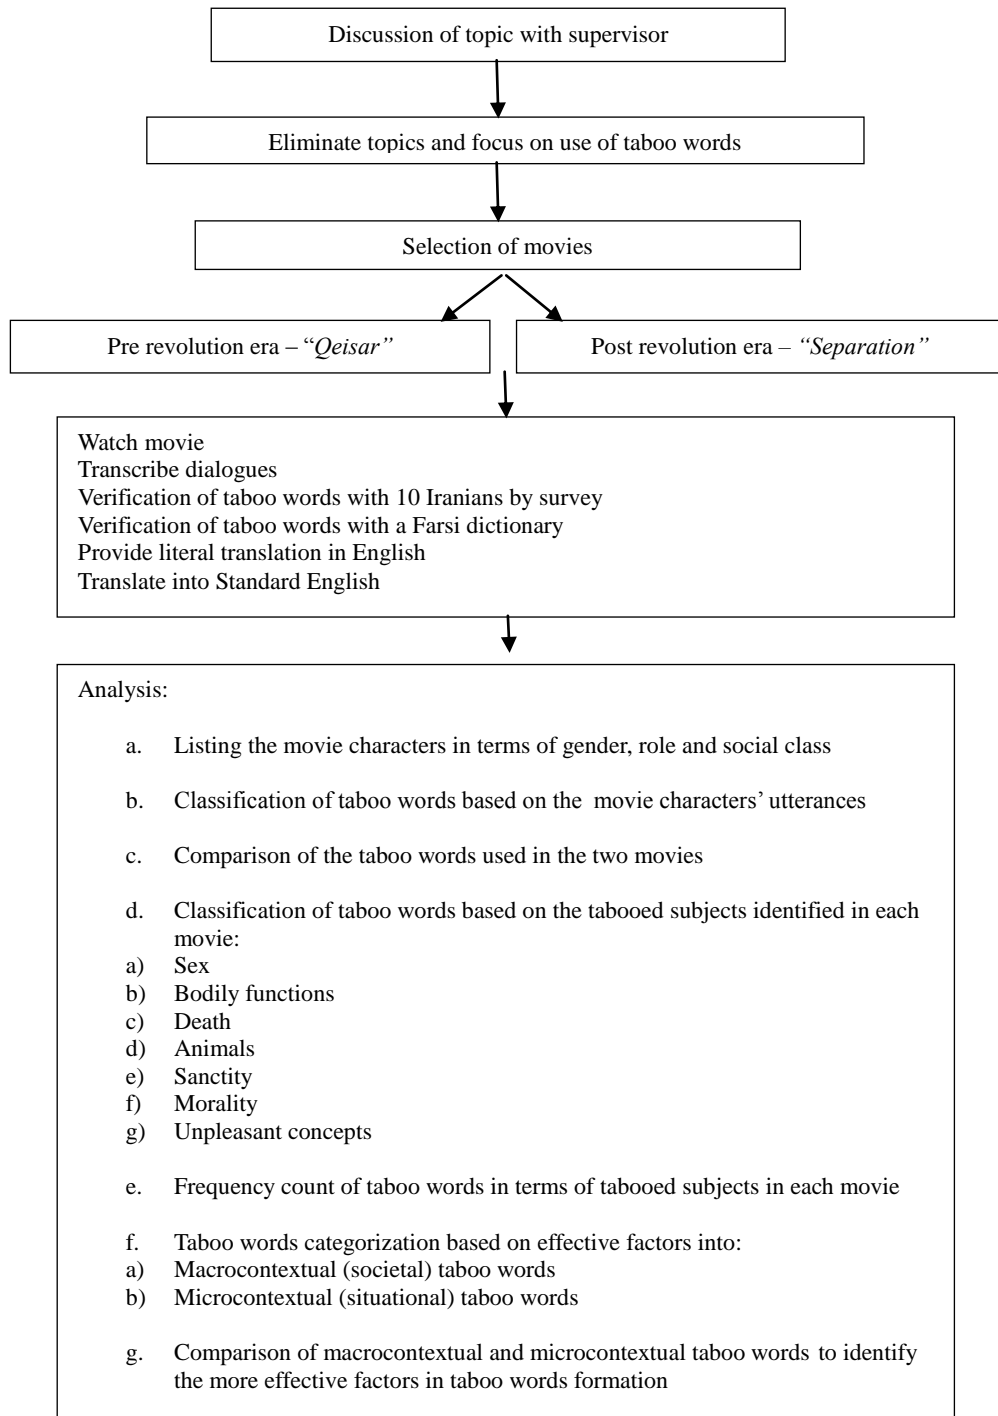 Discussion of topic with supervisor
Eliminate topics and focus on use of taboo words
Selection of movies
Pre revolution era – “Qeisar”
Post revolution era – “Separation”
Watch movie
Transcribe dialogues
Verification of taboo words with 10 Iranians by survey
Verification of taboo words with a Farsi dictionary
Provide literal translation in English
Translate into Standard English
Analysis:
a. Listing the movie characters in terms of gender, role and social class
b. Classification of taboo words based on the movie characters’ utterances
c. Comparison of the taboo words used in the two movies
d. Classification of taboo words based on the tabooed subjects identified in each
movie:
a) Sex
b) Bodily functions
c) Death
d) Animals
e) Sanctity
f) Morality
g) Unpleasant concepts
e. Frequency count of taboo words in terms of tabooed subjects in each movie
f. Taboo words categorization based on effective factors into:
a) Macrocontextual (societal) taboo words
b) Microcontextual (situational) taboo words
g. Comparison of macrocontextual and microcontextual taboo words to identify
the more effective factors in taboo words formation